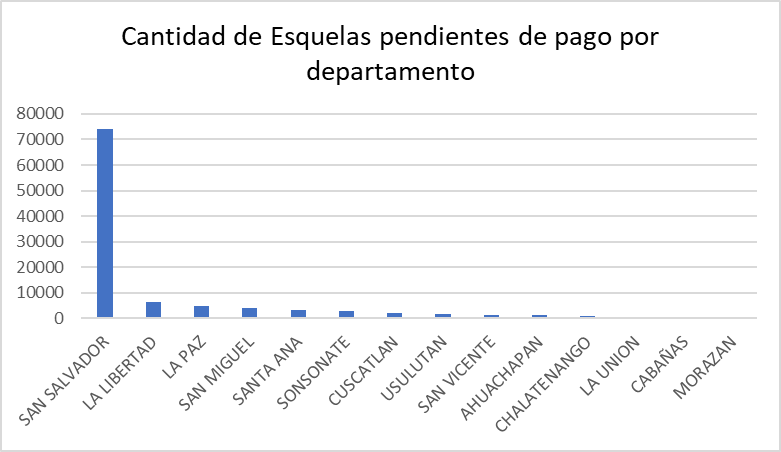 Cantidad de Esquelas pendientes de pago por
departamento
80000
70000
60000
50000
40000
30000
20000
10000
0
SAN SALVADOR
LA LIBERTAD
LA PAZ
SAN MIGUEL
SANTA ANA
SONSONATE
CUSCATLAN
USULUTAN
SAN VICENTE
AHUACHAPAN
CHALATENANGO
LA UNION
CABAÑAS
MORAZAN